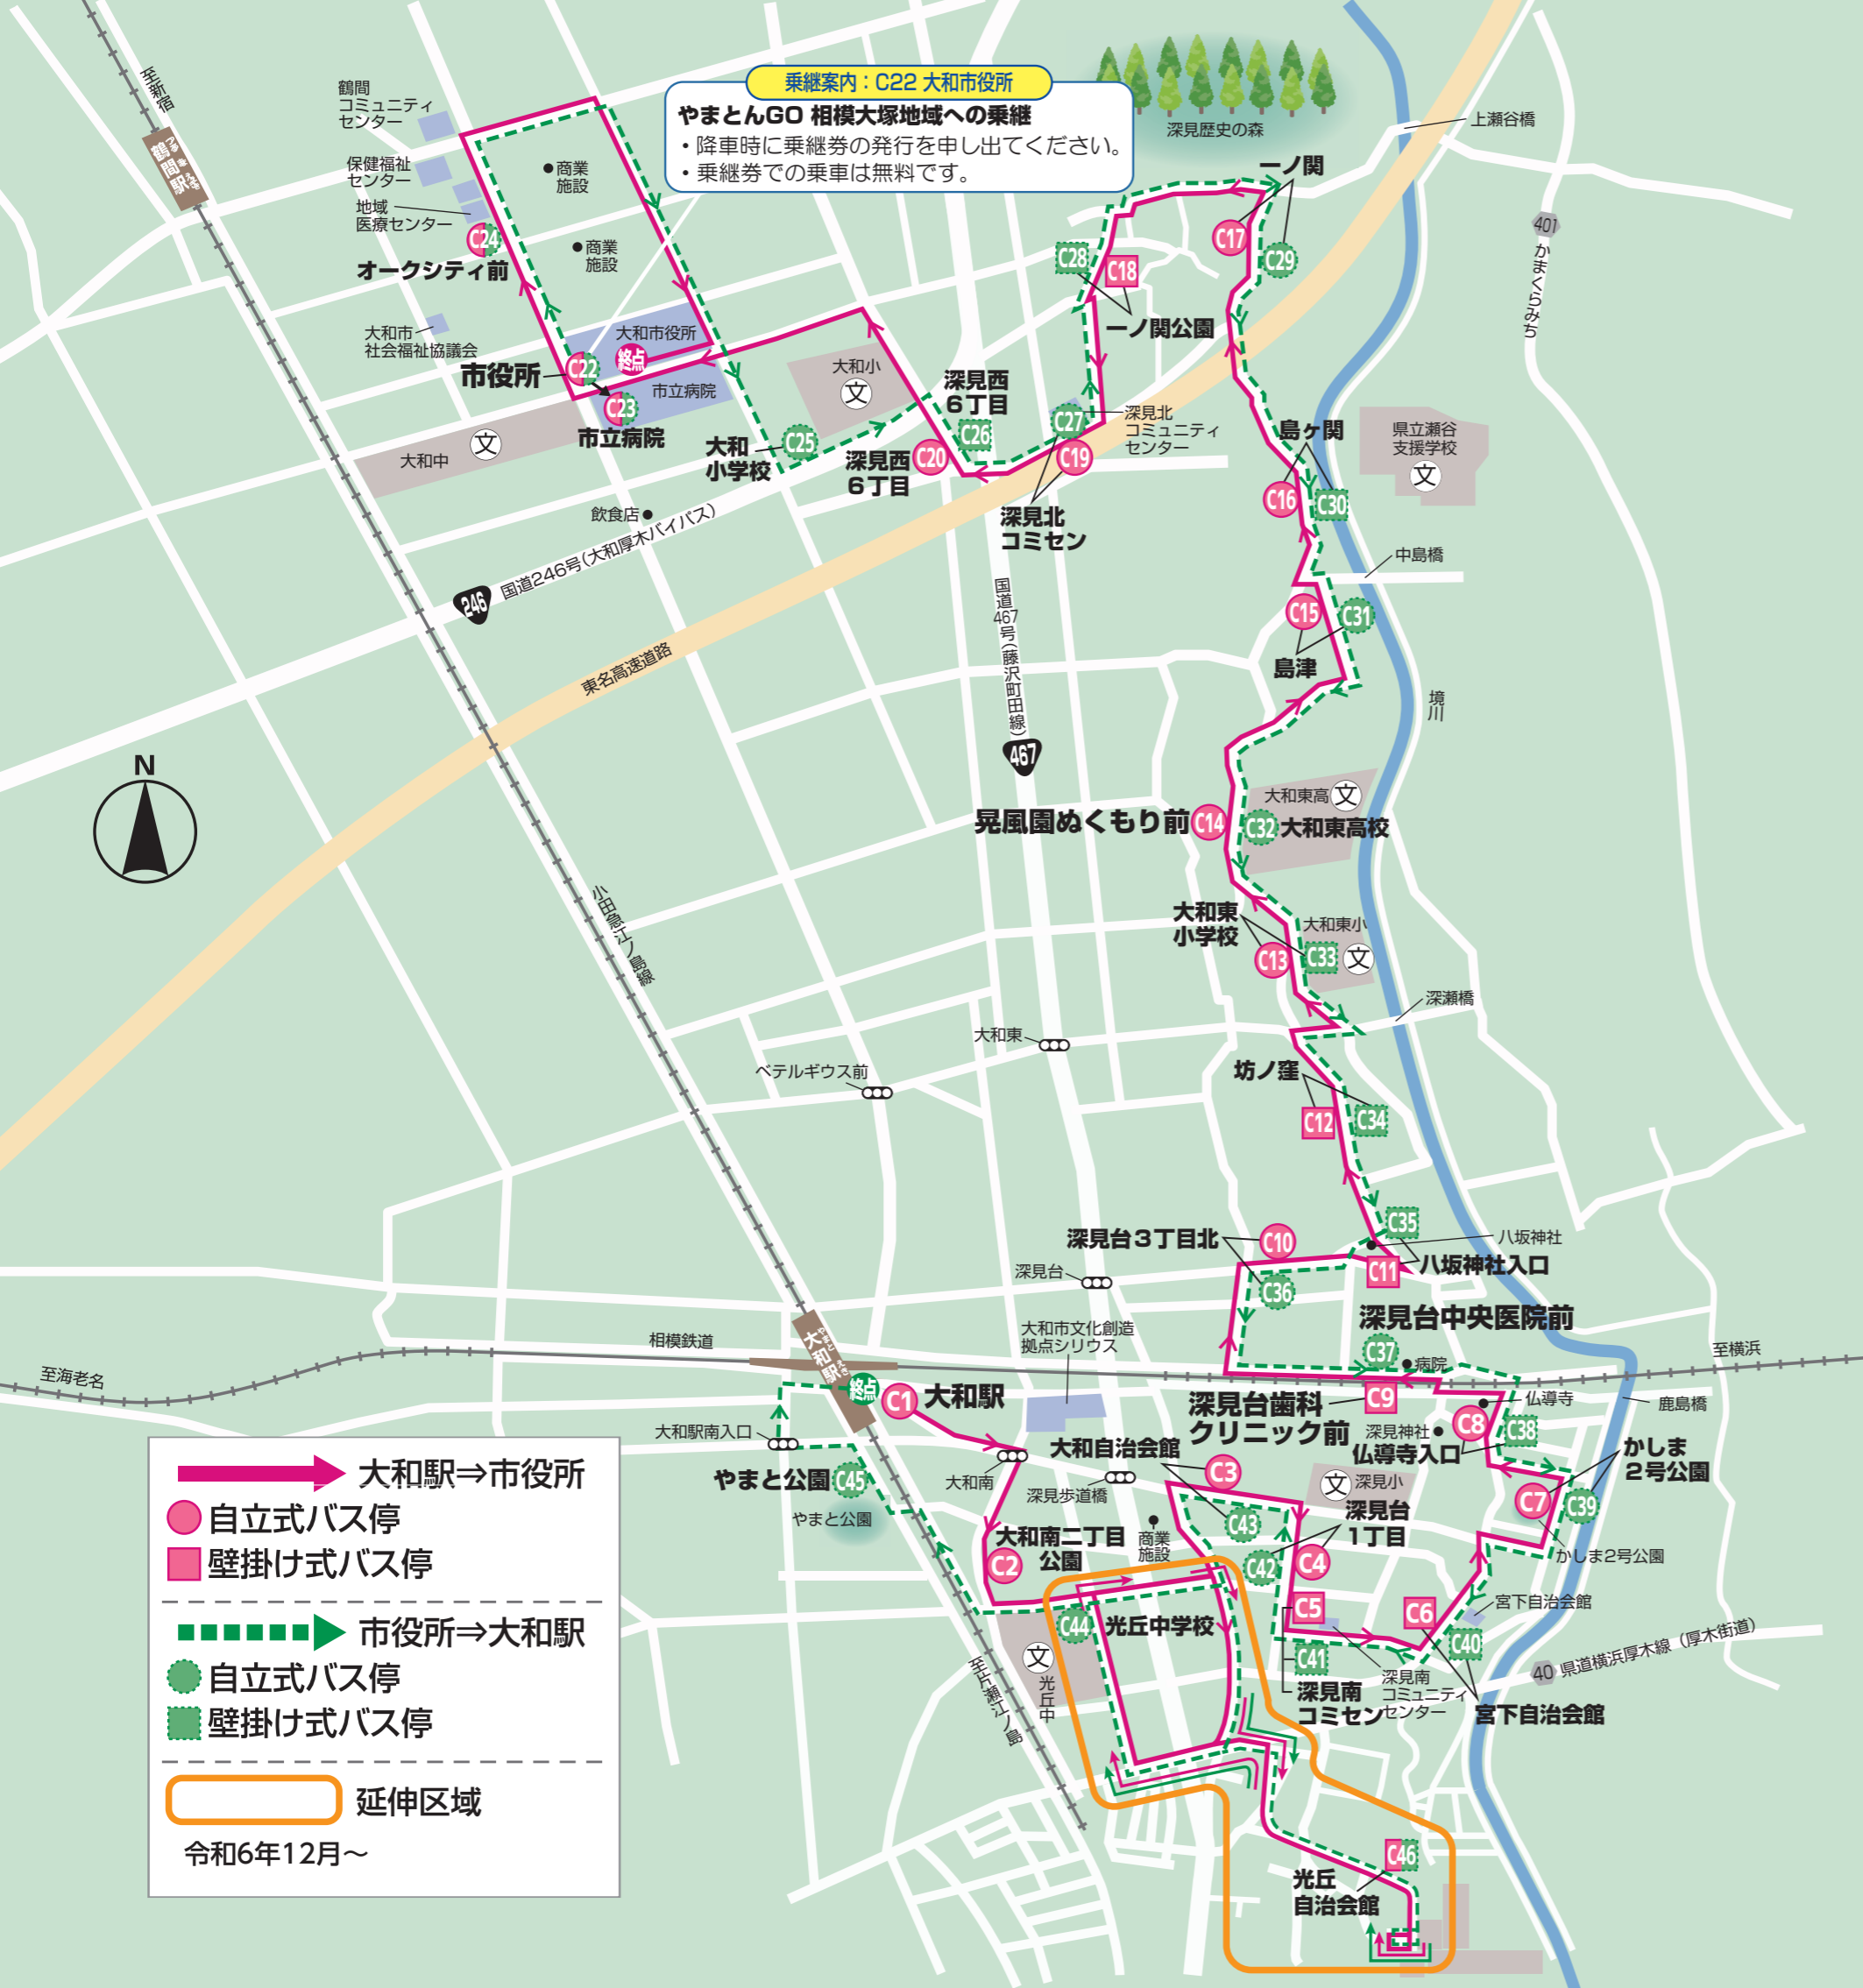 乗継案内：C22 大和市役所
やまとんGO 相模大塚地域への乗継
・降車時に乗継券の発行を申し出てください。
・乗継券での乗車は無料です。
至新宿
鶴間駅
つるまえき
鶴間
コミュニティ
センター
保健福祉
センター
地域
医療センター
C24
オークシティ前
商業
施設
商業
施設
大和市
社会福祉協議会
大和市役所
終点
市役所
C22
市立病院
C23
市立病院
大和中
文
飲食店
大和小
文
大和
小学校
C25
深見西
6丁目
C26
深見西
6丁目
C20
C27
C19
深見北
コミュニティ
センター
深見北
コミセン
深見歴史の森
上瀬谷橋
一ノ関
C17
C29
C28
C18
一ノ関公園
401
かまくらみち
島ヶ関
C16
C30
県立瀬谷
支援学校
文
中島橋
C15
C31
島津
境川
246
国道246号（大和厚木バイパス）
東名高速道路
国道467号（藤沢町田線）
467
N
小田急江ノ島線
晃風園ぬくもり前
C14
大和東高
文
C32
大和東高校
大和東
小学校
C13
大和東小
C33
文
深瀬橋
大和東
ベテルギウス前
坊ノ窪
C12
C34
C35
八坂神社
八坂神社入口
C11
深見台3丁目北
C10
C36
深見台
深見台中央医院前
C37
病院
大和市文化創造
拠点シリウス
相模鉄道
至海老名
至横浜
大和駅
やまとえき
終点
C1
大和駅
深見台歯科
クリニック前
C9
仏導寺
鹿島橋
C8
C38
深見神社
仏導寺入口
かしま
2号公園
C7
C39
かしま2号公園
大和駅南入口
大和南
やまと公園
C45
やまと公園
大和自治会館
C3
深見歩道橋
C43
文
深見小
深見台
1丁目
C42
C4
大和南二丁目
公園
C2
商業
施設
C5
C6
宮下自治会館
C40
C41
深見南
コミュニティ
センター
深見南
コミセン
宮下自治会館
40
県道横浜厚木線（厚木街道）
C44
光丘中学校
文
光丘中
至片瀬江ノ島
C46
光丘
自治会館
大和駅⇒市役所
自立式バス停
壁掛け式バス停
市役所⇒大和駅
自立式バス停
壁掛け式バス停
延伸区域
令和6年12月～